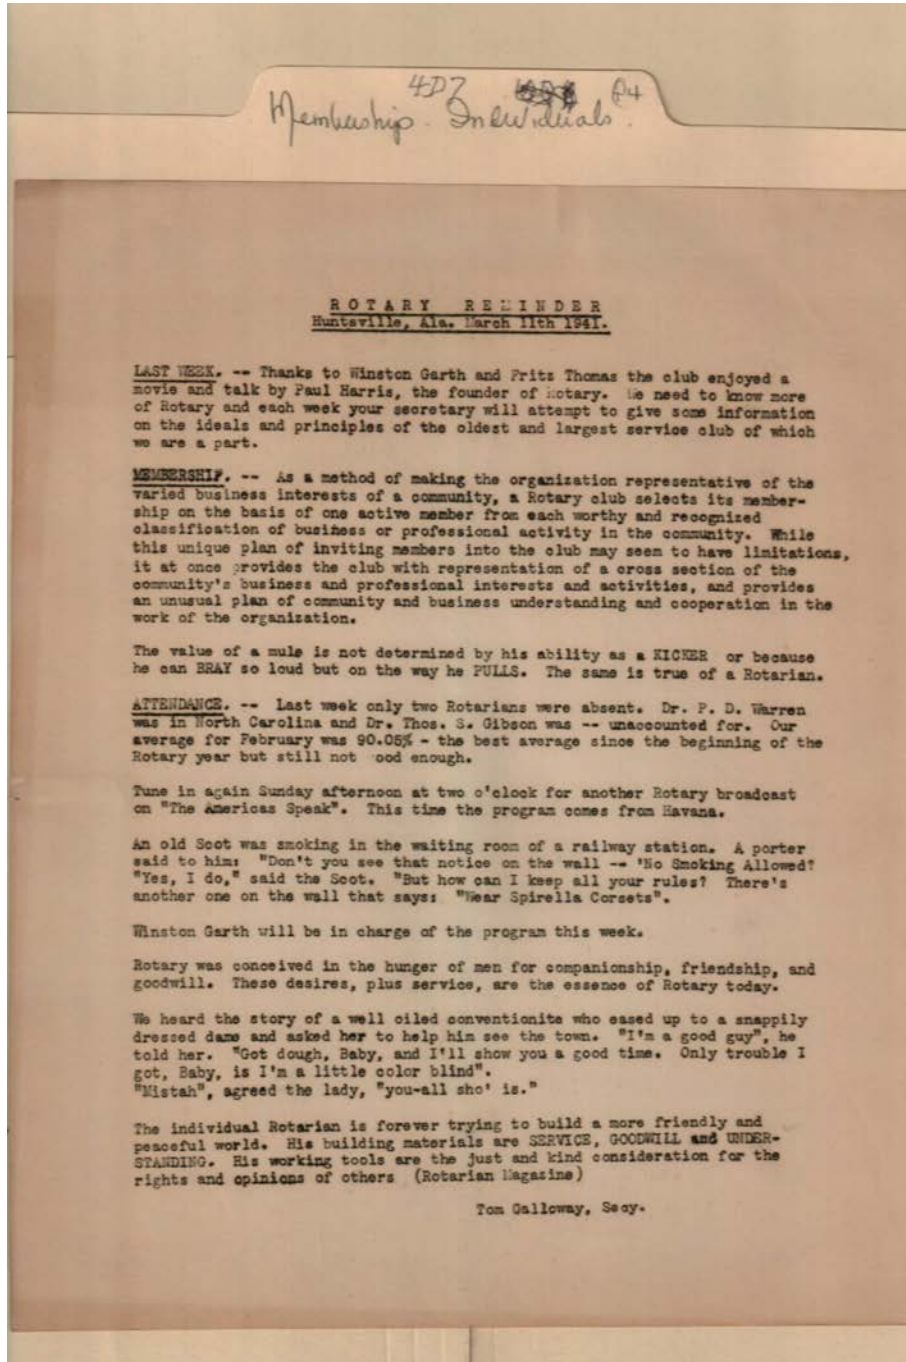 4D7 P4
Membership. Individuals.
ROTARY REMINDER
Huntsville, Ala. March 11th 1941.
LAST WEEK. -- Thanks to Winston Garth and Fritz Thomas the club enjoyed a
movie and talk by Paul Harris, the founder of Rotary. We need to know more
of Rotary and each week your secretary will attempt to give some information
on the ideals and principles of the oldest and largest service club of which
we are a part.
MEMBERSHIP. -- As a method of making the organization representative of the
varied business interests of a community, a Rotary club selects its member-
ship on the basis of one active member from each worthy and recognized
classification of business or professional activity in the community. While
this unique plan of inviting members into the club may seem to have limitations,
it at once provides the club with representation of a cross section of the
community's business and professional interests and activities, and provides
an unusual plan of community and business understanding and cooperation in the
work of the organization.
The value of a mule is not determined by his ability as a KICKER or because
he can BRAY so loud but on the way he PULLS. The same is true of a Rotarian.
ATTENDANCE. -- Last week only two Rotarians were absent. Dr. P. D. Warren
was in North Carolina and Dr. Thos. S. Gibson was -- unaccounted for. Our
average for February was 90.05% - the best average since the beginning of the
Rotary year but still not ood enough.
Tune in again Sunday afternoon at two o'clock for another Rotary broadcast
on "The Americas Speak". This time the program comes from Havana.
An old Scot was smoking in the waiting room of a railway station. A porter
said to him: "Don't you see that notice on the wall -- 'No Smoking Allowed?
"Yes, I do," said the Scot. "But how can I keep all your rules? There's
another one on the wall that says: "Wear Spirella Corsets".
Winston Garth will be in charge of the program this week.
Rotary was conceived in the hunger of men for companionship, friendship, and
goodwill. These desires, plus service, are the essence of Rotary today.
We heard the story of a well oiled conventionite who eased up to a snappily
dressed dame and asked her to help him see the town. "I'm a good guy", he
told her. "Got dough, Baby, and I'll show you a good time. Only trouble I
got, Baby, is I'm a little color blind".
"Mistah", agreed the lady, "you-all sho' is."
The individual Rotarian is forever trying to build a more friendly and
peaceful world. His building materials are SERVICE, GOODWILL and UNDER-
STANDING. His working tools are the just and kind consideration for the
rights and opinions of others (Rotarian Magazine)
Tom Galloway, Secy.